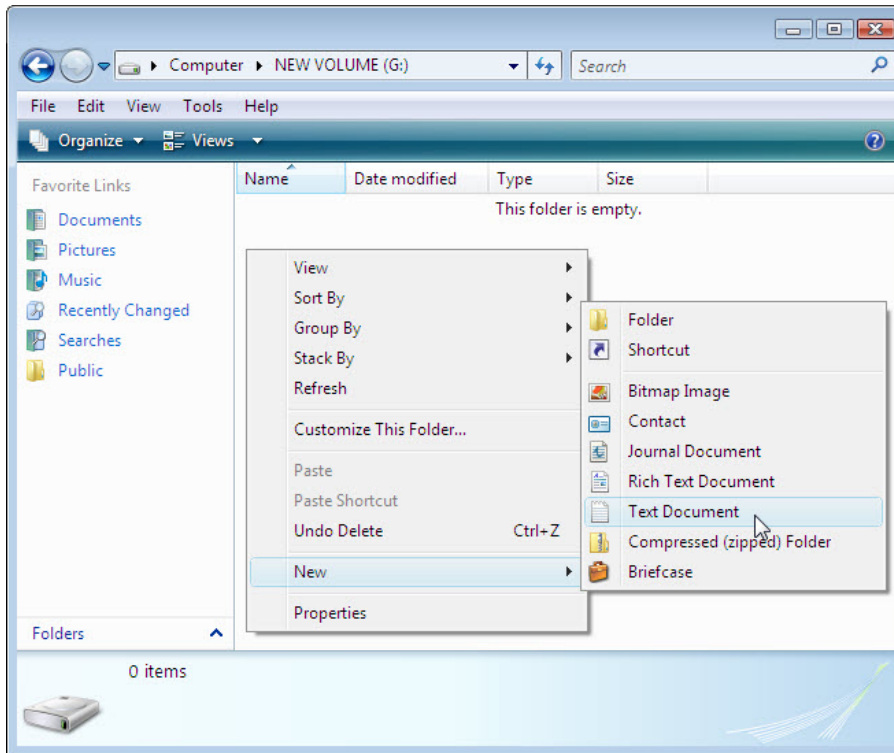 Computer NEW VOLUME (G:) Search
File Edit View Tools Help
Organize Views
Favorite Links
Documents
Pictures
Music
Recently Changed
Searches
Public
Folders
Name Date modified Type Size
This folder is empty.
View
Sort By
Group By
Stack By
Refresh
Customize This Folder...
Paste
Paste Shortcut
Undo Delete Ctrl+Z
New
Properties
Folder
Shortcut
Bitmap Image
Contact
Journal Document
Rich Text Document
Text Document
Compressed (zipped) Folder
Briefcase
0 items